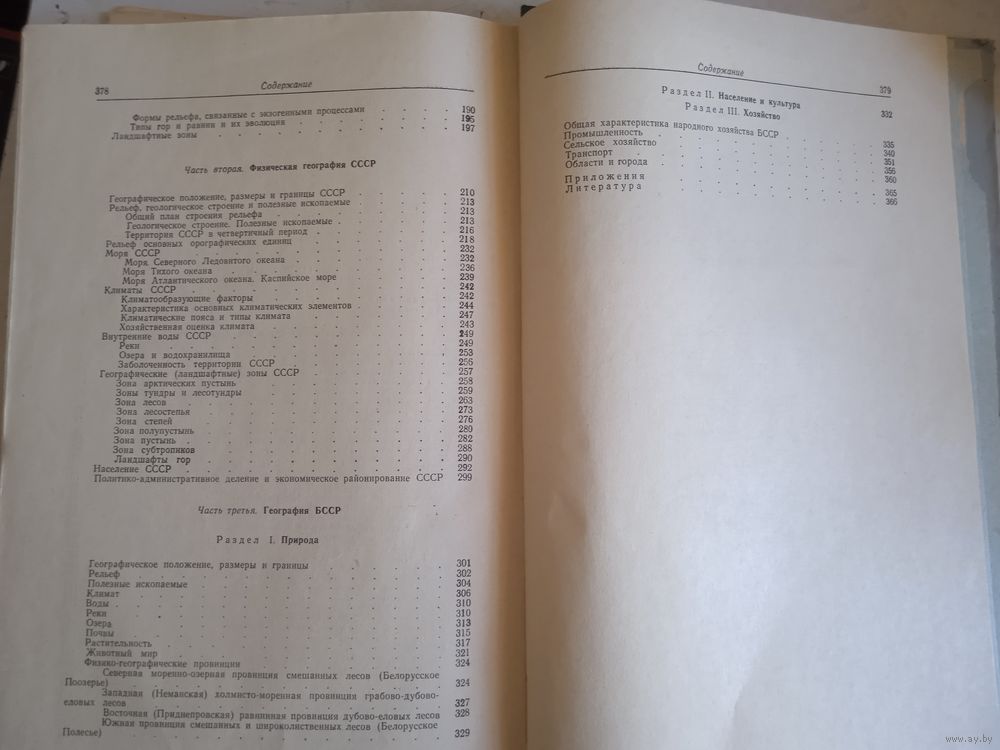 378
Содержание
Формы рельефа, связанные с экзогенными процессами 190
Типы гор и равнин и их эволюция 195
Ландшафтные зоны 197
Часть вторая. Физическая география СССР
Географическое положение, размеры и границы СССР 210
Рельеф, геологическое строение и полезные ископаемые 213
Общий план строения рельефа 213
Геологическое строение. Полезные ископаемые 213
Территория СССР в четвертичный период 216
Рельеф основных орографических единиц 218
Моря СССР 232
Моря Северного Ледовитого океана 232
Моря Тихого океана 236
Моря Атлантического океана. Каспийское море 239
Климаты СССР 242
Климатообразующие факторы 242
Характеристика основных климатических элементов 244
Климатические пояса и типы климата 247
Хозяйственная оценка климата 243
Внутренние воды СССР 249
Реки 249
Озера и водохранилища 253
Заболоченность территории СССР 256
Географические (ландшафтные) зоны СССР 257
Зона арктических пустынь 258
Зоны тундры и лесотундры 259
Зона лесов 263
Зона лесостепья 273
Зона степей 276
Зона полупустынь 280
Зона пустынь 282
Зона субтропиков 288
Ландшафты гор 290
Население СССР 292
Политико-административное деление и экономическое районирование СССР 299
Часть третья. География БССР
Раздел I. Природа
Географическое положение, размеры и границы 301
Рельеф 302
Полезные ископаемые 304
Климат 306
Воды 310
Реки 310
Озера 313
Почвы 315
Растительность 317
Животный мир 321
Физико-географические провинции 324
Северная моренно-озерная провинция смешанных лесов (Белорусское
Поозерье) 324
Западная (Неманская) холмисто-моренная провинция грабово-дубово-
еловых лесов 327
Восточная (Приднепровская) равнинная провинция дубово-еловых лесов 328
Южная провинция смешанных и широколиственных лесов (Белорусское
Полесье) 329
Содержание
379
Раздел II. Население и культура 332
Раздел III. Хозяйство
Общая характеристика народного хозяйства БССР 335
Промышленность 340
Сельское хозяйство 351
Транспорт 356
Области и города 360
Приложения 365
Литература 366
www.ay.by